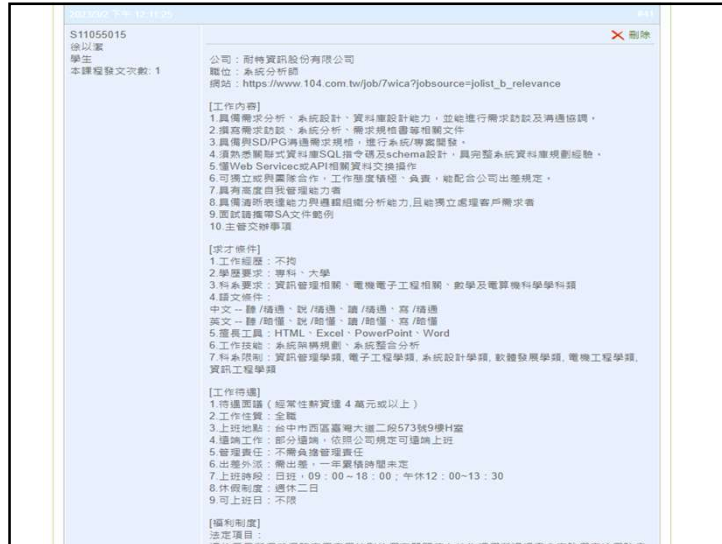 2023/3/2 下午 12:11:25 #41
S11055015
徐以潔
學生
本課程發文次數: 1
刪除
公司：耐特資訊股份有限公司
職位：系統分析師
網站：https://www.104.com.tw/job/7wica?jobsource=jolist_b_relevance
[工作內容]
1.具備需求分析、系統設計、資料庫設計能力，並能進行需求訪談及溝通協調。
2.撰寫需求訪談、系統分析、需求規格書等相關文件
3.具備與SD/PG溝通需求規格，進行系統/專案開發。
4.須熟悉關聯式資料庫SQL指令碼及schema設計，具完整系統資料庫規劃經驗。
5.懂Web Servicec或API相關資料交換操作
6.可獨立或與團隊合作，工作態度積極、負責，能配合公司出差規定。
7.具有高度自我管理能力者
8.具備清晰表達能力與邏輯組織分析能力,且能獨立處理客戶需求者
9.面試請攜帶SA文件範例
10.主管交辦事項
[求才條件]
1.工作經歷：不拘
2.學歷要求：專科、大學
3.科系要求：資訊管理相關、電機電子工程相關、數學及電算機科學學科類
4.語文條件：
中文 -- 聽 /精通、說 /精通、讀 /精通、寫 /精通
英文 -- 聽 /略懂、說 /略懂、讀 /略懂、寫 /略懂
5.擅長工具：HTML、Excel、PowerPoint、Word
6.工作技能：系統架構規劃、系統整合分析
7.科系限制：資訊管理學類, 電子工程學類, 系統設計學類, 軟體發展學類, 電機工程學類,
資訊工程學類
[工作待遇]
1.待遇面議（經常性薪資達 4 萬元或以上）
2.工作性質：全職
3.上班地點：台中市西區臺灣大道二段573號9樓H室
4.遠端工作：部分遠端，依照公司規定可遠端上班
5.管理責任：不需負擔管理責任
6.出差外派：需出差，一年累積時間未定
7.上班時段：日班，09：00～18：00；午休12：00~13：30
8.休假制度：週休二日
9.可上班日：不限
[福利制度]
法定項目：